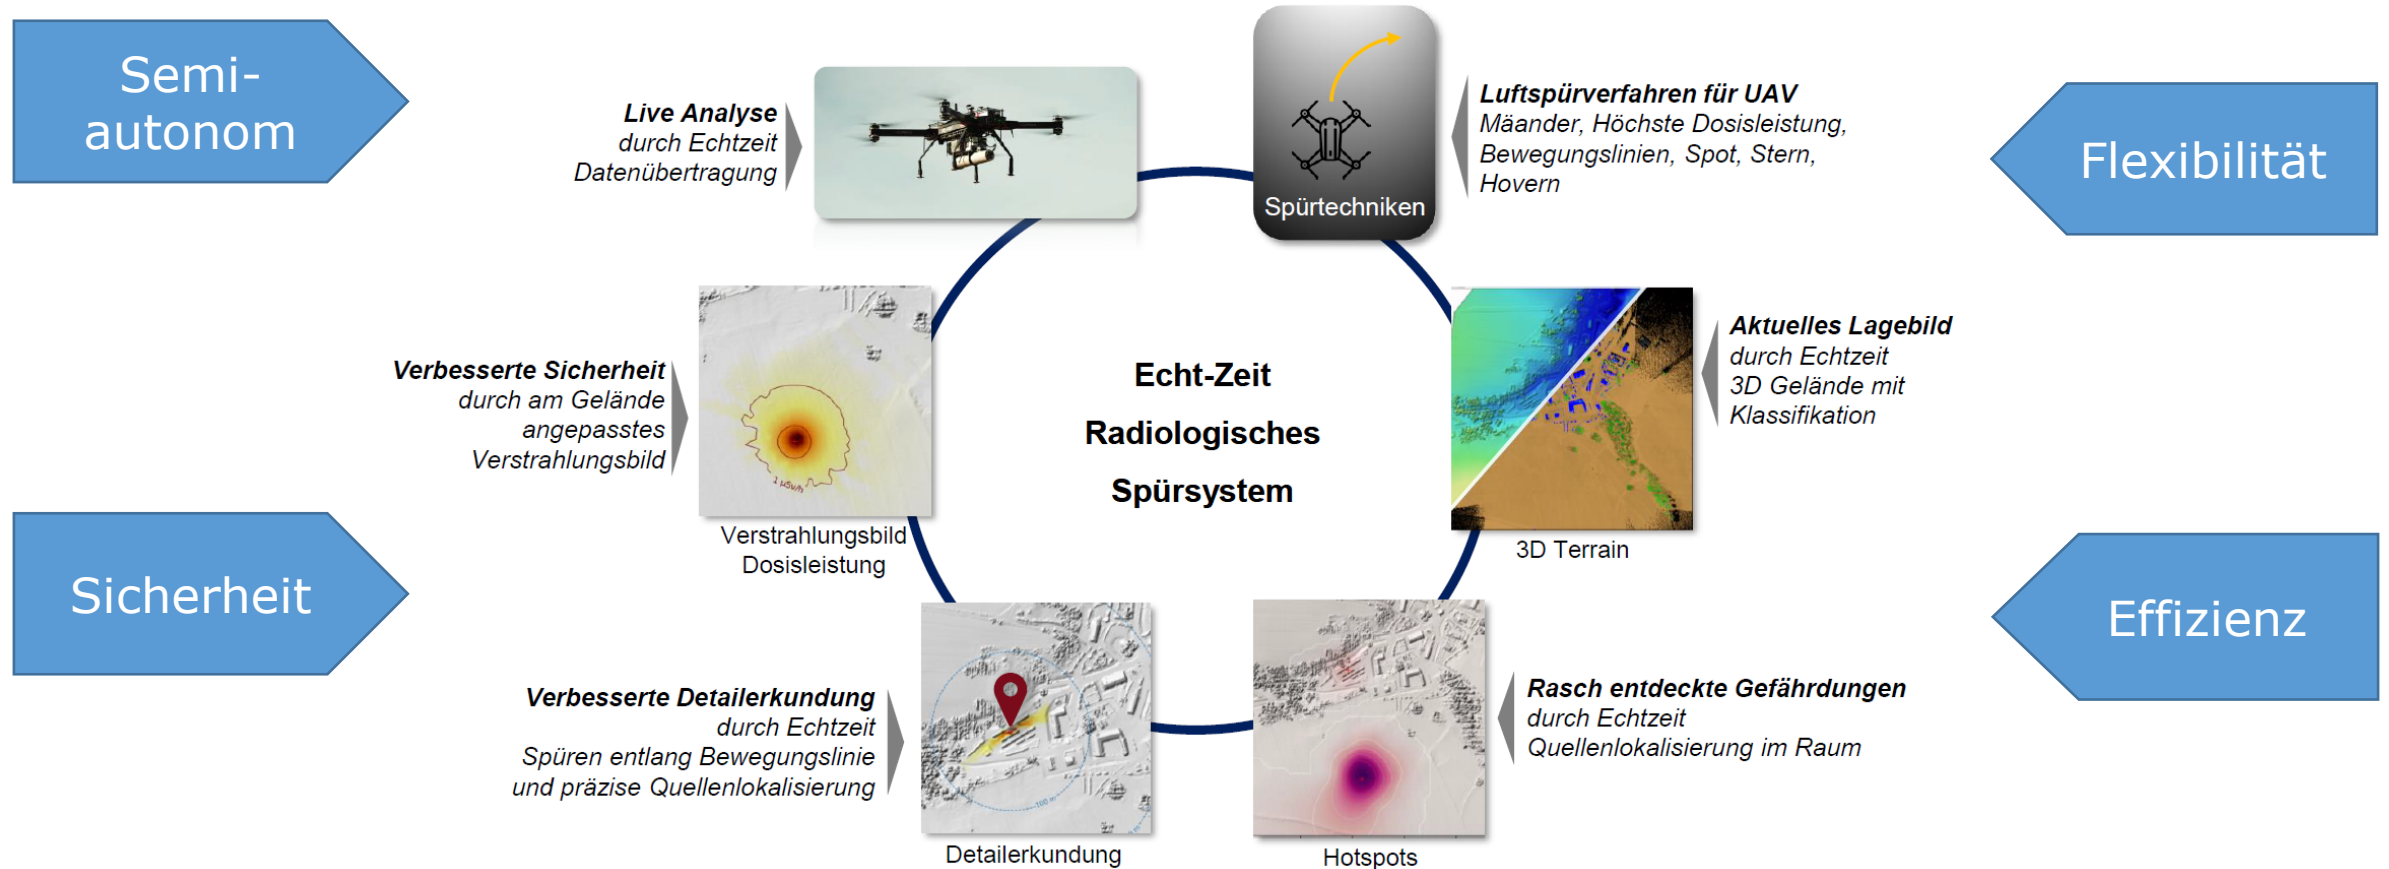 Semi-
autonom
Live Analyse
durch Echtzeit
Datenübertragung
Spürtechniken
Luftspürverfahren für UAV
Mäander, Höchste Dosisleistung,
Bewegungslinien, Spot, Stern,
Hovern
Flexibilität
Verbesserte Sicherheit
durch am Gelände
angepasstes
Verstrahlungsbild
1 µSv/h
Verstrahlungsbild
Dosisleistung
Echt-Zeit
Radiologisches
Spürsystem
3D Terrain
Aktuelles Lagebild
durch Echtzeit
3D Gelände mit
Klassifikation
Sicherheit
Verbesserte Detailerkundung
durch Echtzeit
Spüren entlang Bewegungslinie
und präzise Quellenlokalisierung
100 m
Detailerkundung
Hotspots
Rasch entdeckte Gefährdungen
durch Echtzeit
Quellenlokalisierung im Raum
Effizienz